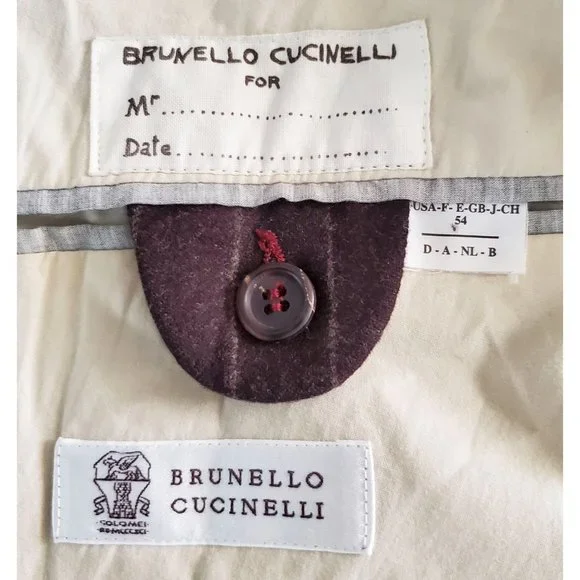 BRUNELLO CUCINELLI
FOR
Mr..............................
Date..............................
USA-F- E-GB-J-CH
54
D - A - NL - B
BRUNELLO
CUCINELLI
SOLOMEI